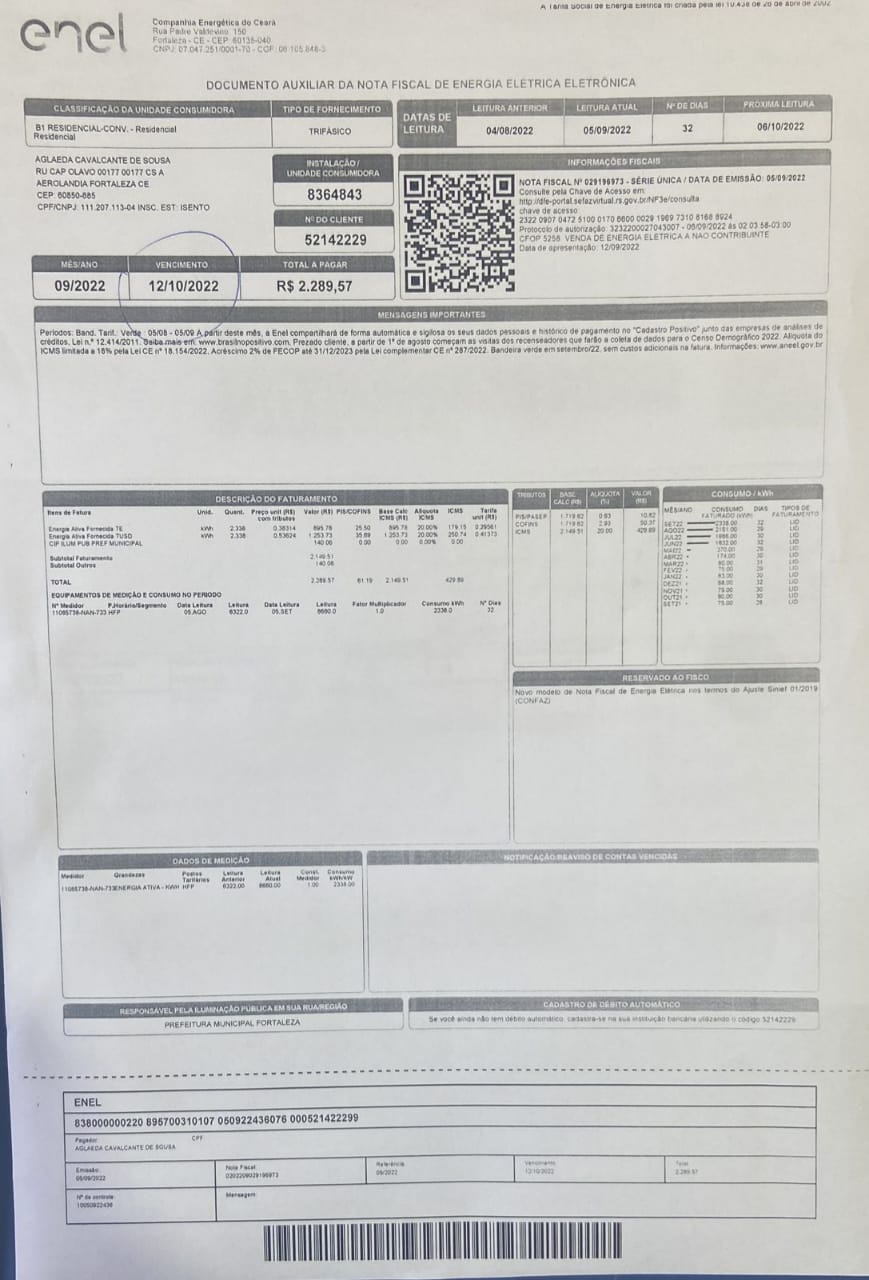 A Tarifa Social de Energia Elétrica foi criada pela lei 10.438 de 26 de abril de 2002
enel
Companhia Energética do Ceará
Rua Padre Valdevino 150
Fortaleza - CE - CEP 60135-040
CNPJ: 07.047.251/0001-70 - CGF: 06 105 848-3
DOCUMENTO AUXILIAR DA NOTA FISCAL DE ENERGIA ELÉTRICA ELETRÔNICA
CLASSIFICAÇÃO DA UNIDADE CONSUMIDORA
B1 RESIDENCIAL-CONV. - Residencial
Residencial
TIPO DE FORNECIMENTO
TRIFÁSICO
DATAS DE LEITURA
LEITURA ANTERIOR LEITURA ATUAL Nº DE DIAS PRÓXIMA LEITURA
04/08/2022 05/09/2022 32 06/10/2022
AGLAEDA CAVALCANTE DE SOUSA
RU CAP OLAVO 00177 00177 CS A
AEROLANDIA FORTALEZA CE
CEP: 60850-885
CPF/CNPJ: 111.207.113-04 INSC. EST: ISENTO
INSTALAÇÃO /
UNIDADE CONSUMIDORA
8364843
Nº DO CLIENTE
52142229
INFORMAÇÕES FISCAIS
NOTA FISCAL Nº 029196973 - SÉRIE ÚNICA / DATA DE EMISSÃO: 05/09/2022
Consulte pela Chave de Acesso em:
http://dfe-portal.sefazvirtual.rs.gov.br/NF3e/consulta
chave de acesso:
2322 0907 0472 5100 0170 6600 0029 1969 7310 8168 8924
Protocolo de autorização: 3232200027043007 - 06/09/2022 às 02:03:58-03:00
CFOP 5258: VENDA DE ENERGIA ELÉTRICA A NÃO CONTRIBUINTE
Data de apresentação: 12/09/2022
MÊS/ANO VENCIMENTO TOTAL A PAGAR
09/2022 12/10/2022 R$ 2.289,57
MENSAGENS IMPORTANTES
Períodos: Band. Tarif.: Verde : 05/08 - 05/09 A partir deste mês, a Enel compartilhará de forma automática e sigilosa os seus dados pessoais e histórico de pagamento no "Cadastro Positivo" junto das empresas de análises de
créditos, Lei n.º 12.414/2011. Saiba mais em: www.brasilnopositivo.com. Prezado cliente, a partir de 1º de agosto começam as visitas dos recenseadores que farão a coleta de dados para o Censo Demográfico 2022. Alíquota do
ICMS limitada a 18% pela Lei CE nº 18.154/2022. Acréscimo 2% de FECOP até 31/12/2023 pela Lei complementar CE nº 287/2022. Bandeira verde em setembro/22, sem custos adicionais na fatura. Informações: www.aneel.gov.br
DESCRIÇÃO DO FATURAMENTO
Itens de Fatura Unid. Quant. Preço unit (R$) com tributos Valor (R$) PIS/COFINS Base Calc ICMS (R$) Alíquota ICMS ICMS Tarifa unit (R$)
Energia Ativa Fornecida TE kWh 2.338 0.38314 895.78 25.50 895.78 20.00% 179.15 0.29561
Energia Ativa Fornecida TUSD kWh 2.338 0.53624 1.253.73 35.69 1.253.73 20.00% 250.74 0.41373
CIP ILUM PUB PREF MUNICIPAL 140.06 0.00 0.00 0.00% 0.00
Subtotal Faturamento 2.149.51
Subtotal Outros 140.06
TOTAL 2.289.57 61.19 2.149.51 429.89
EQUIPAMENTOS DE MEDIÇÃO E CONSUMO NO PERÍODO
Nº Medidor P.Horário/Segmento Data Leitura Leitura Data Leitura Leitura Fator Multiplicador Consumo kWh Nº Dias
11065738-NAN-733 HFP 05.AGO 6322.0 05.SET 8660.0 1.0 2338.0 32
TRIBUTOS BASE CALC (R$) ALÍQUOTA (%) VALOR (R$)
PIS/PASEP 1.719.62 0.63 10.82
COFINS 1.719.62 2.93 50.37
ICMS 2.149.51 20.00 429.89
CONSUMO / kWh
MÊS/ANO CONSUMO FATURADO (kWh) DIAS TIPOS DE FATURAMENTO
SET22 2338.00 32 LID
AGO22 2181.00 29 LID
JUL22 1986.00 30 LID
JUN22 1632.00 32 LID
MAI22 370.00 29 LID
ABR22 174.00 30 LID
MAR22 80.00 31 LID
FEV22 75.00 29 LID
JAN22 83.00 30 LID
DEZ21 88.00 32 LID
NOV21 78.00 30 LID
OUT21 80.00 30 LID
SET21 75.00 29 LID
RESERVADO AO FISCO
Novo modelo de Nota Fiscal de Energia Elétrica nos termos do Ajuste Sinief 01/2019
(CONFAZ)
DADOS DE MEDIÇÃO
Medidor Grandezas Postos Tarifários Leitura Anterior Leitura Atual Const. Medidor Consumo kWh/kW
11065738-NAN-733ENERGIA ATIVA - KWH HFP 6322.00 8660.00 1.00 2338.00
NOTIFICAÇÃO/REAVISO DE CONTAS VENCIDAS
RESPONSÁVEL PELA ILUMINAÇÃO PÚBLICA EM SUA RUA/REGIÃO
PREFEITURA MUNICIPAL FORTALEZA
CADASTRO DE DÉBITO AUTOMÁTICO
Se você ainda não tem débito automático, cadastra-se na sua instituição bancária utilizando o código 52142229
ENEL
838000000220 895700310107 050922436076 000521422299
Pagador CPF
AGLAEDA CAVALCANTE DE SOUSA
Emissão Nota Fiscal Referência Vencimento Total
05/09/2022 0202209029196973 09/2022 12/10/2022 2.289.57
Nº de controle Mensagem
10050922436